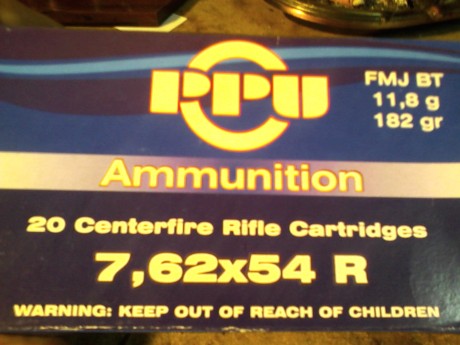 PPU
FMJ BT
11,8 g
182 gr
Ammunition
20 Centerfire Rifle Cartridges
7,62x54 R
WARNING: KEEP OUT OF REACH OF CHILDREN